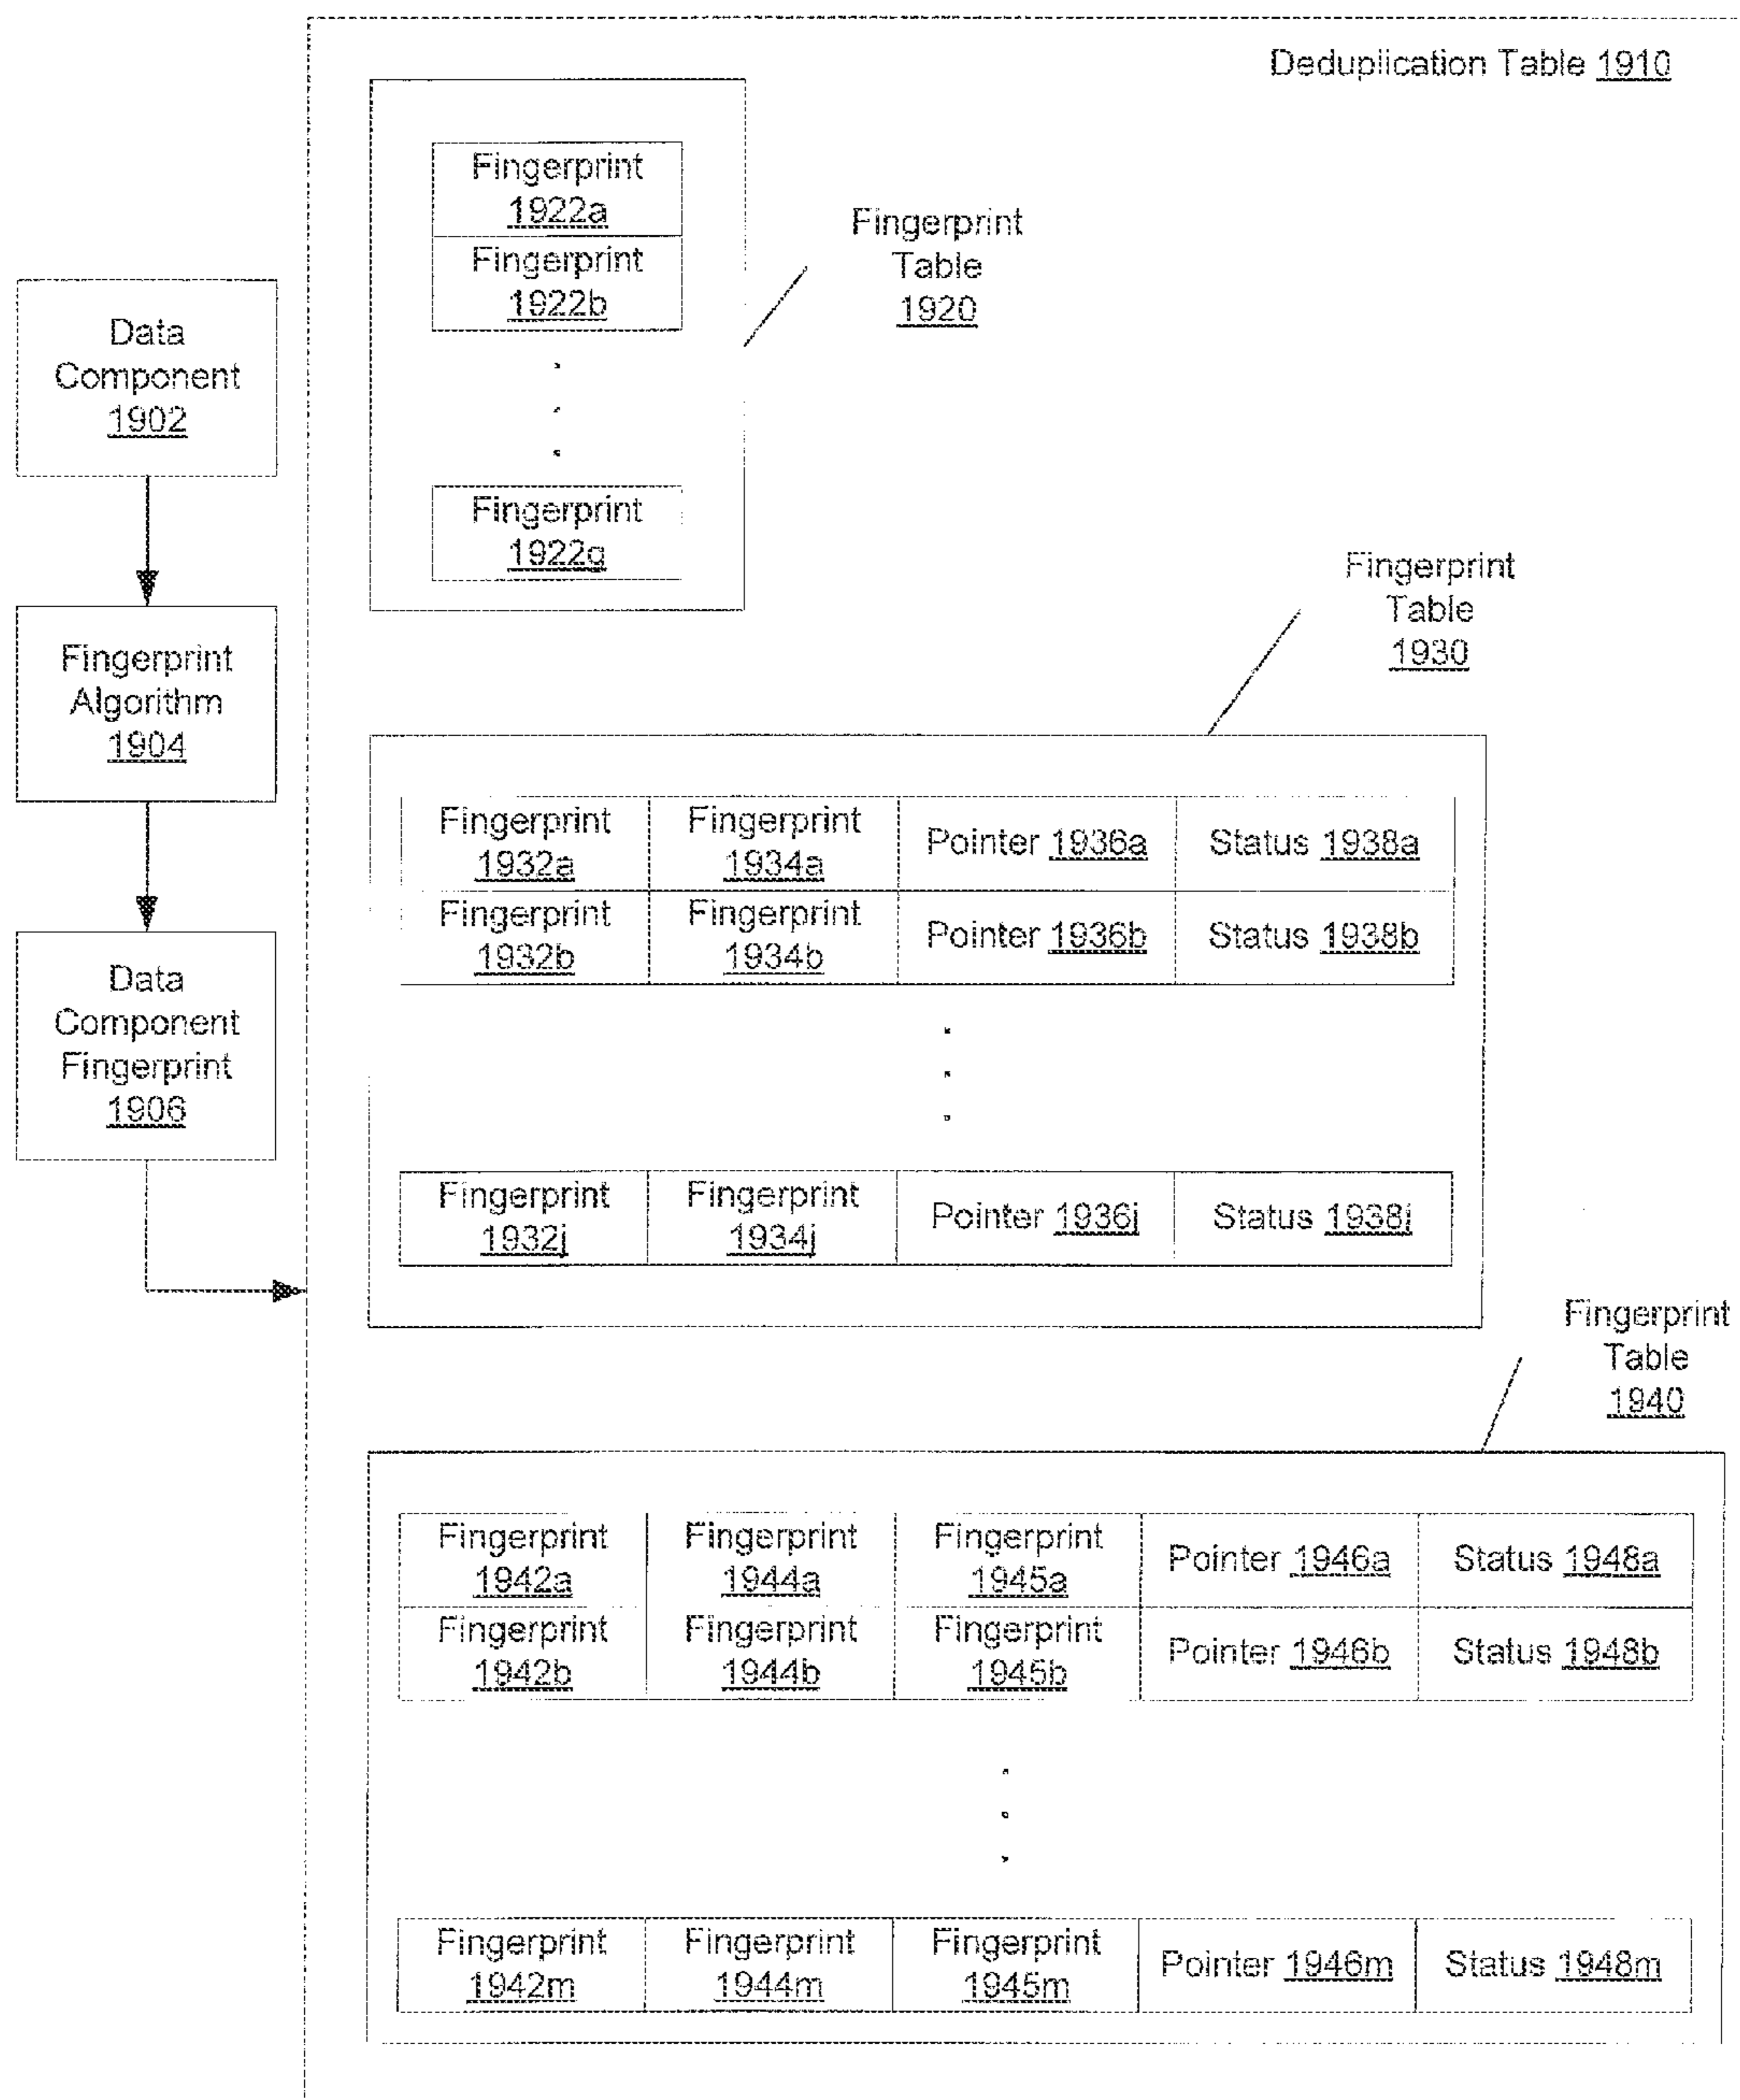 Deduplication Table 1910
Data
Component
1902
Fingerprint
Algorithm
1904
Data
Component
Fingerprint
1906
Fingerprint
1922a
Fingerprint
1922b
Fingerprint
1922g
Fingerprint
Table
1920
Fingerprint
Table
1930
Fingerprint
1932a
Fingerprint
1934a
Pointer 1936a
Status 1938a
Fingerprint
1932b
Fingerprint
1934b
Pointer 1936b
Status 1938b
Fingerprint
1932j
Fingerprint
1934j
Pointer 1936j
Status 1938j
Fingerprint
Table
1940
Fingerprint
1942a
Fingerprint
1944a
Fingerprint
1945a
Pointer 1946a
Status 1948a
Fingerprint
1942b
Fingerprint
1944b
Fingerprint
1945b
Pointer 1946b
Status 1948b
Fingerprint
1942m
Fingerprint
1944m
Fingerprint
1945m
Pointer 1946m
Status 1948m